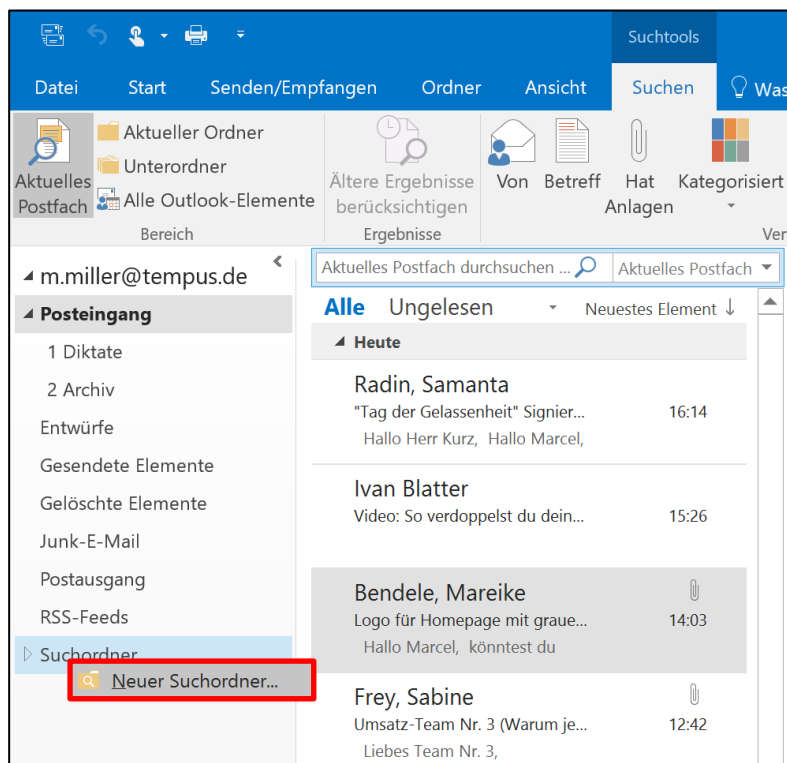 Suchtools
Datei Start Senden/Empfangen Ordner Ansicht Suchen Was
Aktuelles Postfach
Aktueller Ordner
Unterordner
Alle Outlook-Elemente
Bereich
Ältere Ergebnisse
berücksichtigen
Ergebnisse
Von Betreff Hat Anlagen Kategorisiert
Ver
m.miller@tempus.de
Posteingang
1 Diktate
2 Archiv
Entwürfe
Gesendete Elemente
Gelöschte Elemente
Junk-E-Mail
Postausgang
RSS-Feeds
Suchordner
Neuer Suchordner...
Aktuelles Postfach durchsuchen ... Aktuelles Postfach
Alle Ungelesen Neuestes Element ↓
Heute
Radin, Samanta
"Tag der Gelassenheit" Signier... 16:14
Hallo Herr Kurz, Hallo Marcel,
Ivan Blatter
Video: So verdoppelst du dein... 15:26
Bendele, Mareike
Logo für Homepage mit graue... 14:03
Hallo Marcel, könntest du
Frey, Sabine
Umsatz-Team Nr. 3 (Warum je... 12:42
Liebes Team Nr. 3,